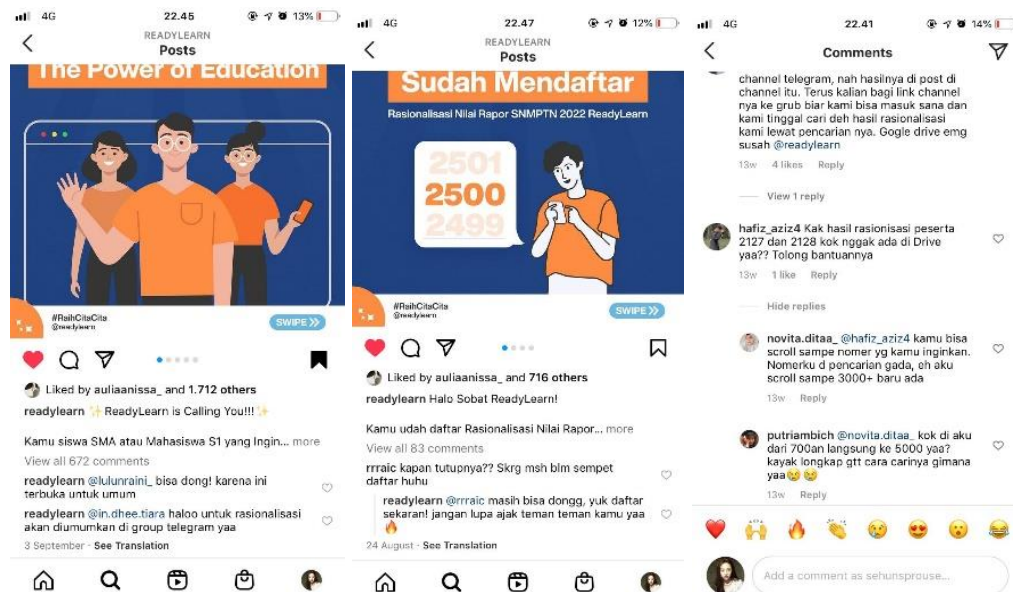 4G 22.45 13%
READYLEARN
Posts
The Power of Education
#RaihCitaCita
@readylearn
SWIPE
Liked by auliaanissa_ and 1.712 others
readylearn ✨ ReadyLearn is Calling You!!! ✨
Kamu siswa SMA atau Mahasiswa S1 yang Ingin... more
View all 672 comments
readylearn @lulunraini_ bisa dong! karena ini
terbuka untuk umum
readylearn @in.dhee.tiara haloo untuk rasionalisasi
akan diumumkan di group telegram yaa
3 September · See Translation
4G 22.47 12%
READYLEARN
Posts
Sudah Mendaftar
Rasionalisasi Nilai Rapor SNMPTN 2022 ReadyLearn
2501
2500
2499
#RaihCitaCita
@readylearn
SWIPE
Liked by auliaanissa_ and 716 others
readylearn Halo Sobat ReadyLearn!
Kamu udah daftar Rasionalisasi Nilai Rapor... more
View all 83 comments
rrraic kapan tutupnya?? Skrg msh blm sempet
daftar huhu
readylearn @rrraic masih bisa dongg, yuk daftar
sekaran! jangan lupa ajak teman teman kamu yaa
🔥
24 August · See Translation
4G 22.41 14%
Comments
channel telegram, nah hasilnya di post di
channel itu. Terus kalian bagi link channel
nya ke grub biar kami bisa masuk sana dan
kami tinggal cari deh hasil rasionalisasi
kami lewat pencarian nya. Gogle drive emg
susah @readylearn
13w 4 likes Reply
View 1 reply
hafiz_aziz4 Kak hasil rasionisasi peserta
2127 dan 2128 kok nggak ada di Drive
yaa?? Tolong bantuannya
13w 1 like Reply
Hide replies
novita.ditaa_ @hafiz_aziz4 kamu bisa
scroll sampe nomer yg kamu inginkan.
Nomerku d pencarian gada, eh aku
scroll sampe 3000+ baru ada
13w Reply
putriambich @novita.ditaa_ kok di aku
dari 700an langsung ke 5000 yaa?
kayak longkap gtt cara carinya gimana
yaa😢😢
13w Reply
Add a comment as sehunsprouse...